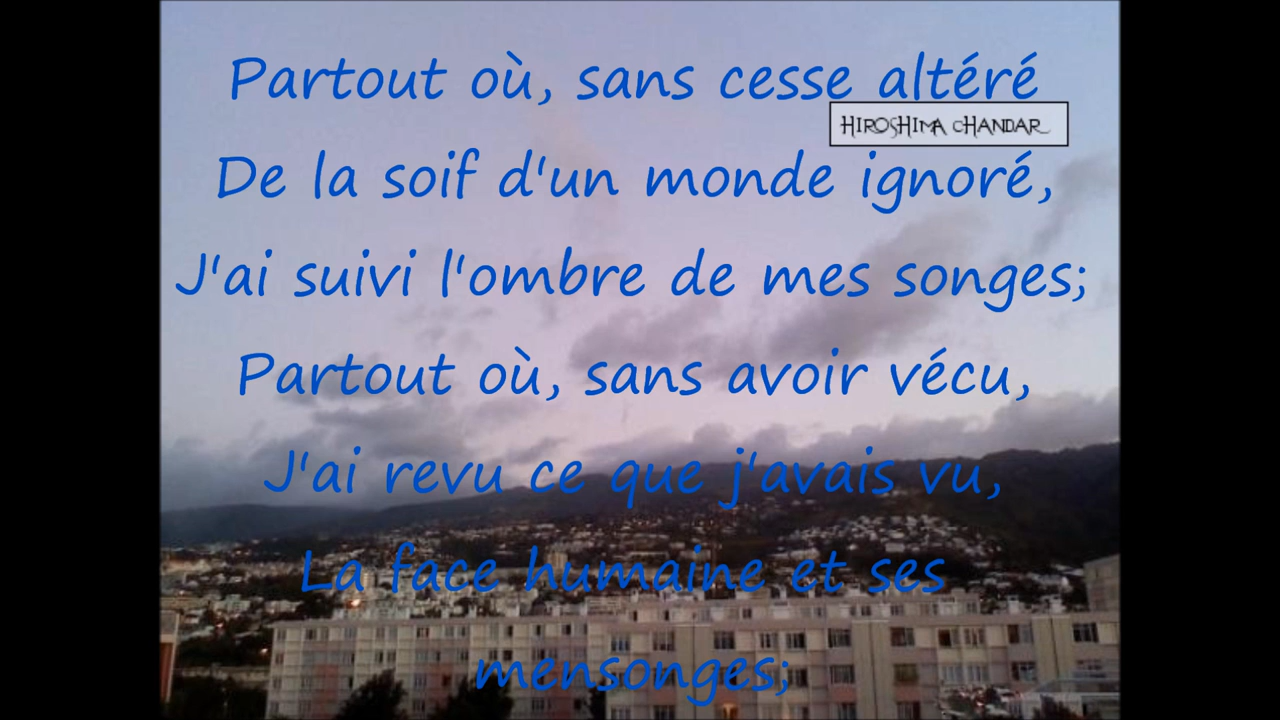 Partout où, sans cesse altéré
HIROSHIMA CHANDAR
De la soif d'un monde ignoré,
J'ai suivi l'ombre de mes songes;
Partout où, sans avoir vécu,
J'ai revu ce que j'avais vu,
La face humaine et ses
mensonges;